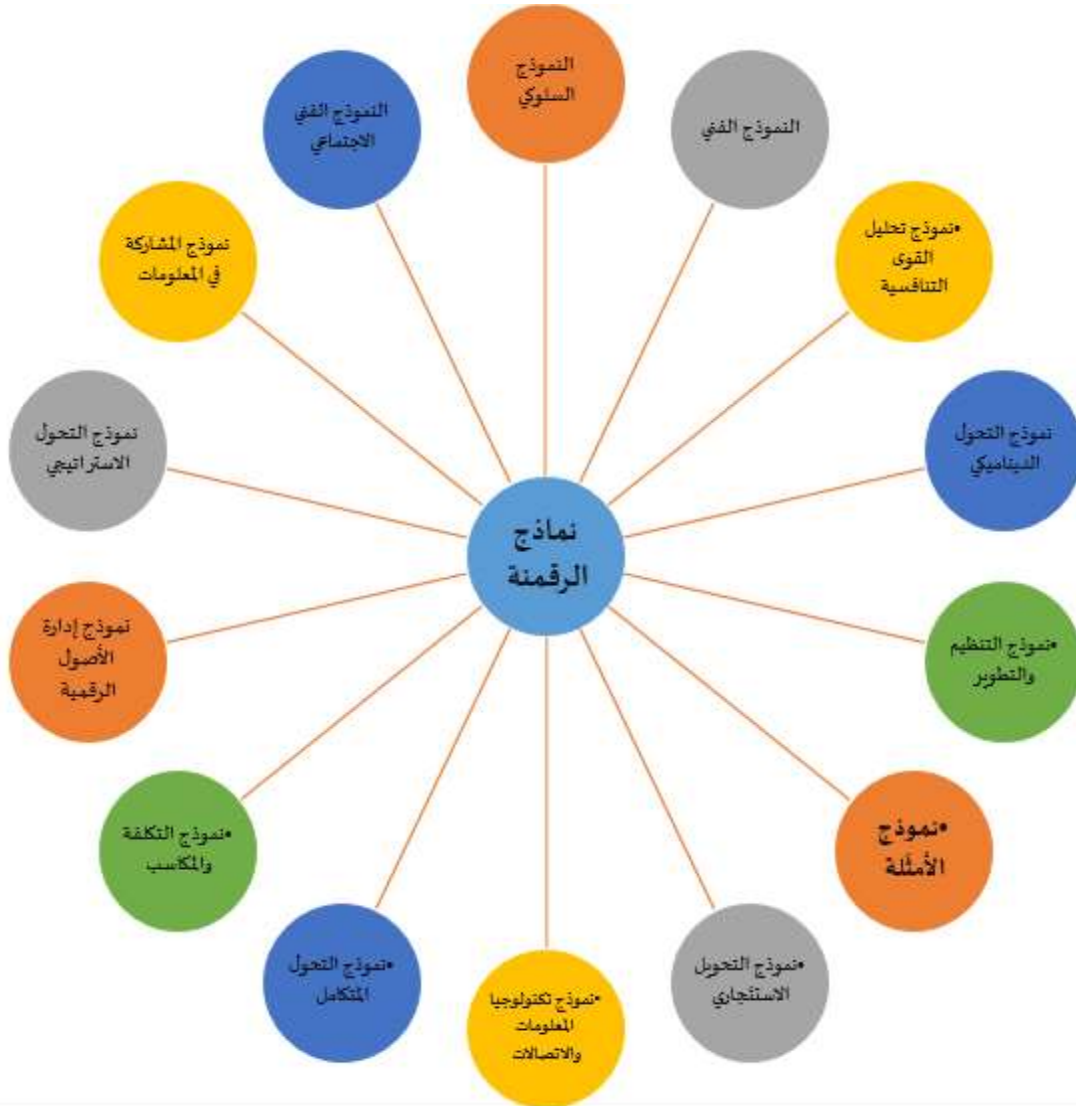 النموذج
السلوكي
النموذج الفني
•نموذج تحليل
القوى
التنافسية
نموذج التحول
الديناميكي
•نموذج التنظيم
والتطوير
•نموذج
الأمثلة
•نموذج التحويل
الاستئجاري
•نموذج تكنولوجيا
المعلومات
والاتصالات
•نموذج التحول
المتكامل
•نموذج التكلفة
والمكاسب
نموذج إدارة
الأصول
الرقمية
نموذج التحول
الاستراتيجي
نموذج المشاركة
في المعلومات
النموذج الفني
الاجتماعي
نماذج
الرقمنة